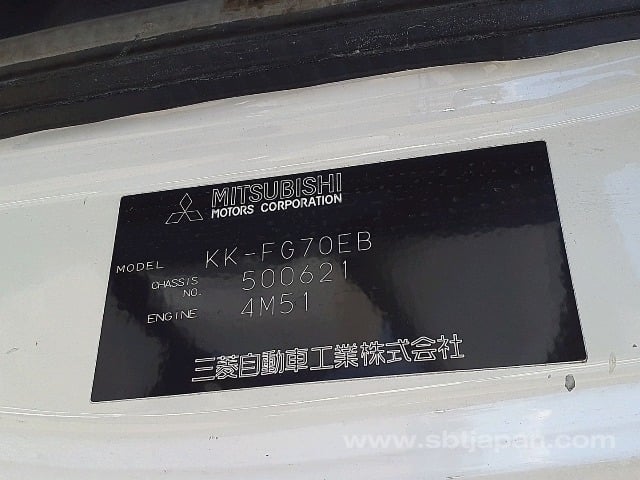 MITSUBISHI
MOTORS CORPORATION
MODEL KK-FG70EB
CHASSIS NO. 500621
ENGINE 4M51
三菱自動車工業株式会社
www.sbtjapan.com